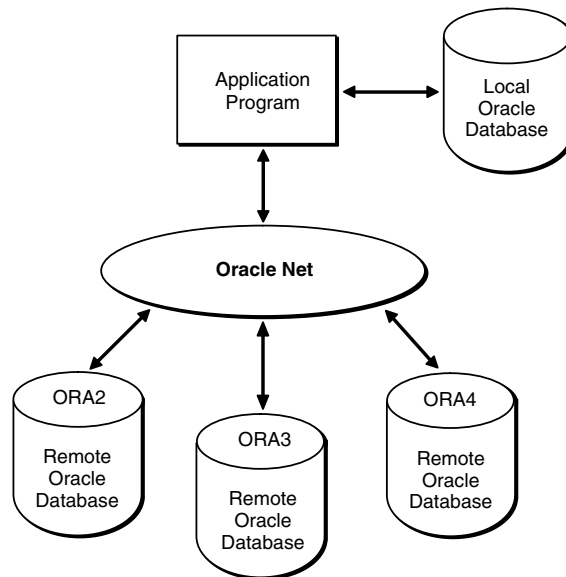 Application
Program
Local
Oracle
Database
Oracle Net
ORA2
Remote
Oracle
Database
ORA3
Remote
Oracle
Database
ORA4
Remote
Oracle
Database